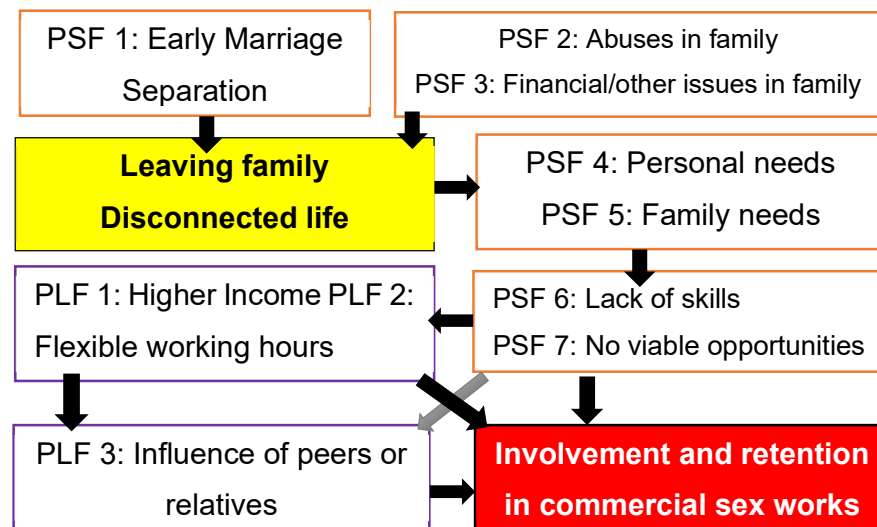 PSF 1: Early Marriage
Separation
PSF 2: Abuses in family
PSF 3: Financial/other issues in family
Leaving family
Disconnected life
PSF 4: Personal needs
PSF 5: Family needs
PLF 1: Higher Income PLF 2:
Flexible working hours
PSF 6: Lack of skills
PSF 7: No viable opportunities
PLF 3: Influence of peers or
relatives
Involvement and retention
in commercial sex works